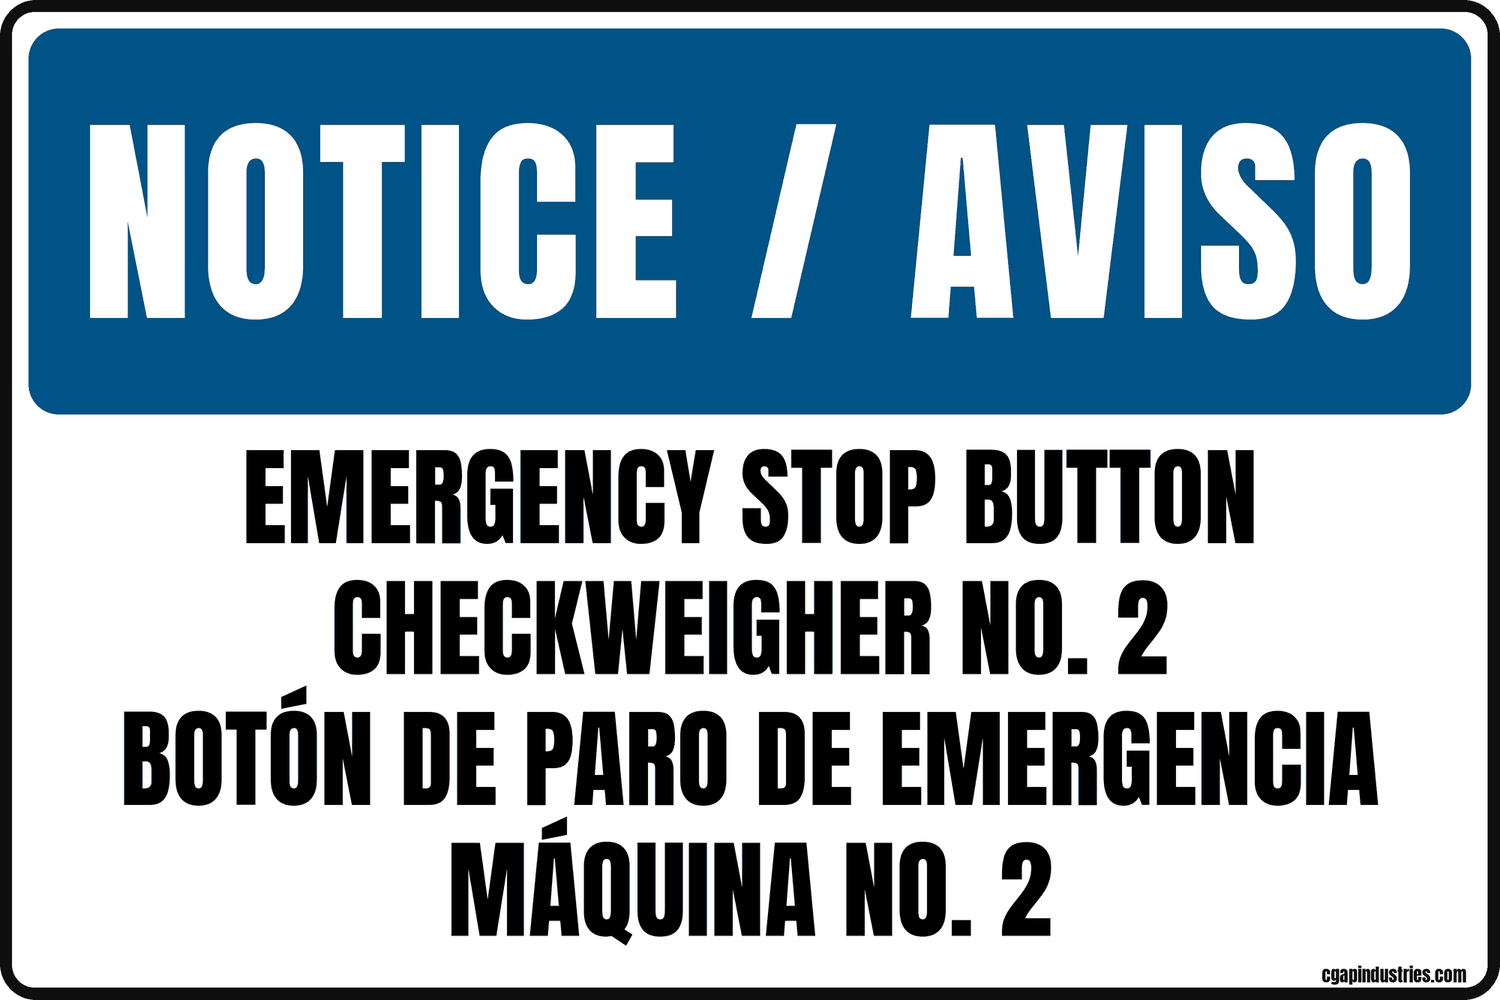 NOTICE / AVISO
EMERGENCY STOP BUTTON
CHECKWEIGHER NO. 2
BOTÓN DE PARO DE EMERGENCIA
MÁQUINA NO. 2
cgapindustries.com